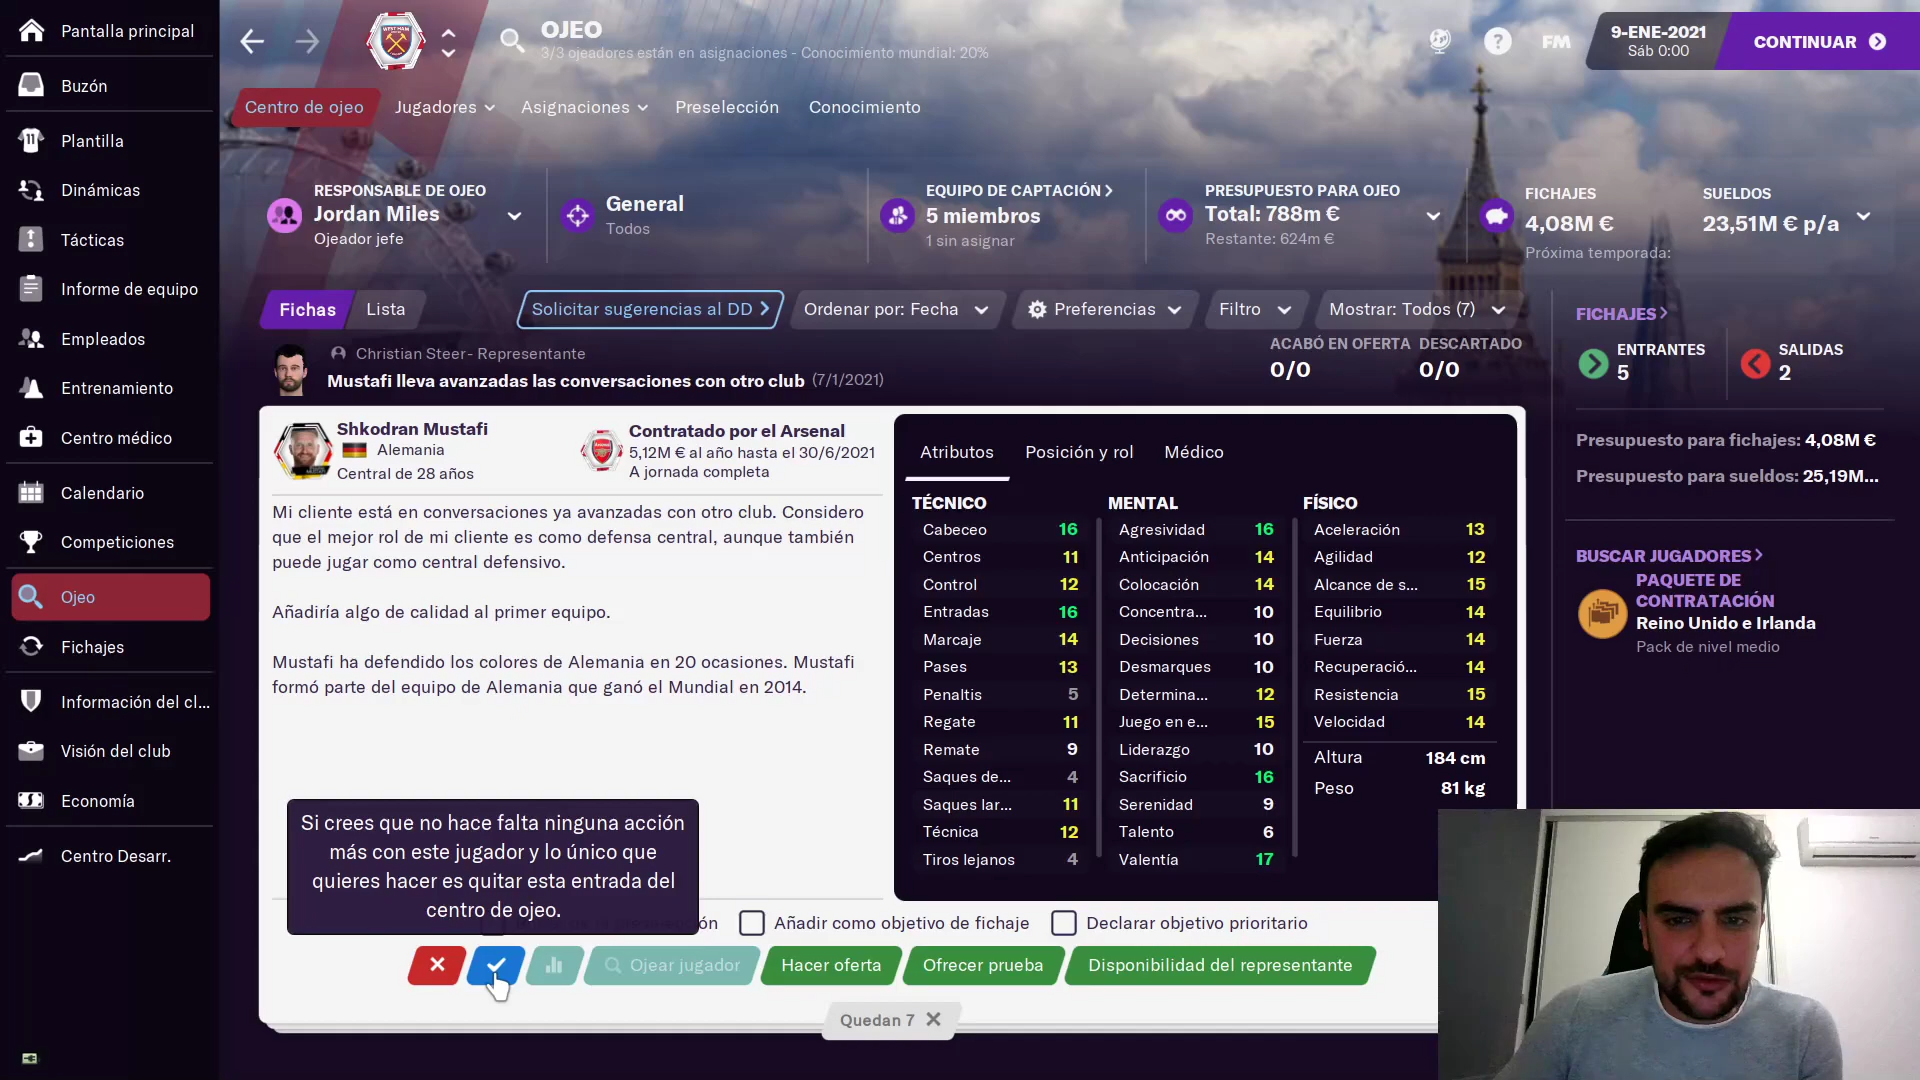 Pantalla principal
Buzón
Plantilla
Dinámicas
Tácticas
Informe de equipo
Empleados
Entrenamiento
Centro médico
Calendario
Competiciones
Ojeo
Fichajes
Información del cl...
Visión del club
Economía
Centro Desarr.
OJEO
3/3 ojeadores están en asignaciones - Conocimiento mundial: 20%
?
FM
9-ENE-2021
Sáb 0:00
CONTINUAR
Centro de ojeo
Jugadores
Asignaciones
Preselección
Conocimiento
RESPONSABLE DE OJEO
Jordan Miles
Ojeador jefe
General
Todos
EQUIPO DE CAPTACIÓN
5 miembros
1 sin asignar
PRESUPUESTO PARA OJEO
Total: 788m €
Restante: 624m €
FICHAJES
4,08M €
SUELDOS
23,51M € p/a
Próxima temporada:
Fichas
Lista
Solicitar sugerencias al DD
Ordenar por: Fecha
Preferencias
Filtro
Mostrar: Todos (7)
Christian Steer- Representante
Mustafi lleva avanzadas las conversaciones con otro club (7/1/2021)
ACABÓ EN OFERTA
0/0
DESCARTADO
0/0
Shkodran Mustafi
Alemania
Central de 28 años
Contratado por el Arsenal
5,12M € al año hasta el 30/6/2021
A jornada completa
Mi cliente está en conversaciones ya avanzadas con otro club. Considero
que el mejor rol de mi cliente es como defensa central, aunque también
puede jugar como central defensivo.
Añadiría algo de calidad al primer equipo.
Mustafi ha defendido los colores de Alemania en 20 ocasiones. Mustafi
formó parte del equipo de Alemania que ganó el Mundial en 2014.
Si crees que no hace falta ninguna acción
más con este jugador y lo único que
quieres hacer es quitar esta entrada del
centro de ojeo.
Atributos
Posición y rol
Médico
TÉCNICO
Cabeceo 16
Centros 11
Control 12
Entradas 16
Marcaje 14
Pases 13
Penaltis 5
Regate 11
Remate 9
Saques de... 4
Saques lar... 11
Técnica 12
Tiros lejanos 4
MENTAL
Agresividad 16
Anticipación 14
Colocación 14
Concentra... 10
Decisiones 10
Desmarques 10
Determina... 12
Juego en e... 15
Liderazgo 10
Sacrificio 16
Serenidad 9
Talento 6
Valentía 17
FÍSICO
Aceleración 13
Agilidad 12
Alcance de s... 15
Equilibrio 14
Fuerza 14
Recuperació... 14
Resistencia 15
Velocidad 14
Altura 184 cm
Peso 81 kg
Añadir como objetivo de fichaje
Declarar objetivo prioritario
Ojear jugador
Hacer oferta
Ofrecer prueba
Disponibilidad del representante
Quedan 7
FICHAJES
ENTRANTES
5
SALIDAS
2
Presupuesto para fichajes: 4,08M €
Presupuesto para sueldos: 25,19M...
BUSCAR JUGADORES
PAQUETE DE
CONTRATACIÓN
Reino Unido e Irlanda
Pack de nivel medio